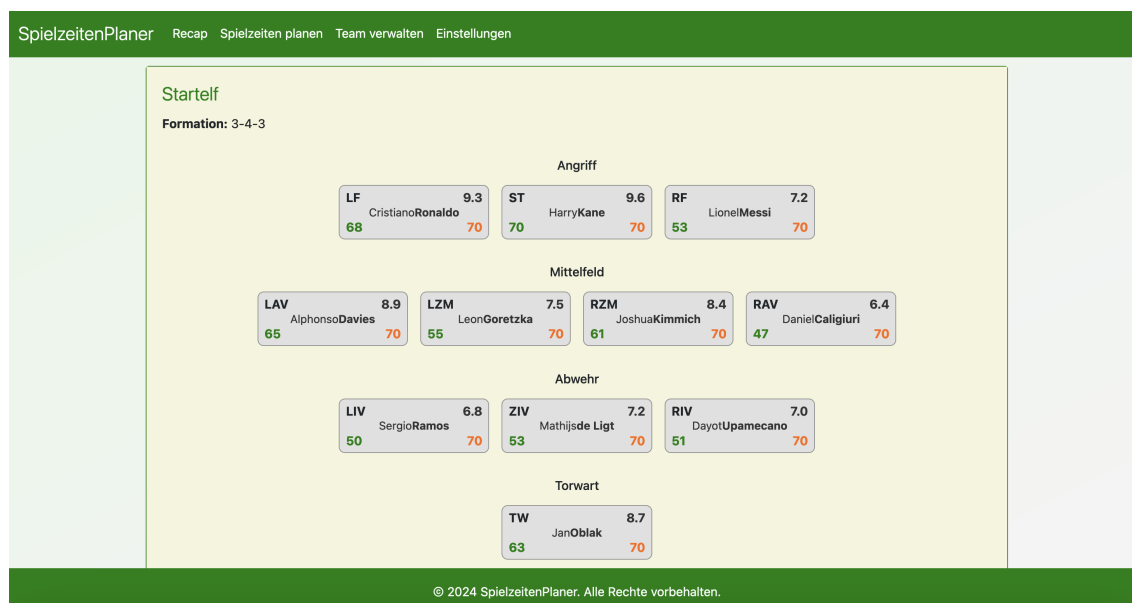 SpielzeitenPlaner Recap Spielzeiten planen Team verwalten Einstellungen
Startelf
Formation: 3-4-3
Angriff
LF 9.3 ST 9.6 RF 7.2
CristianoRonaldo HarryKane LionelMessi
68 70 70 70 53 70
Mittelfeld
LAV 8.9 LZM 7.5 RZM 8.4 RAV 6.4
AlphonsoDavies LeonGoretzka JoshuaKimmich DanielCaligiuri
65 70 55 70 61 70 47 70
Abwehr
LIV 6.8 ZIV 7.2 RIV 7.0
SergioRamos Mathijsde Ligt DayotUpamecano
50 70 53 70 51 70
Torwart
TW 8.7
JanOblak
63 70
© 2024 SpielzeitenPlaner. Alle Rechte vorbehalten.